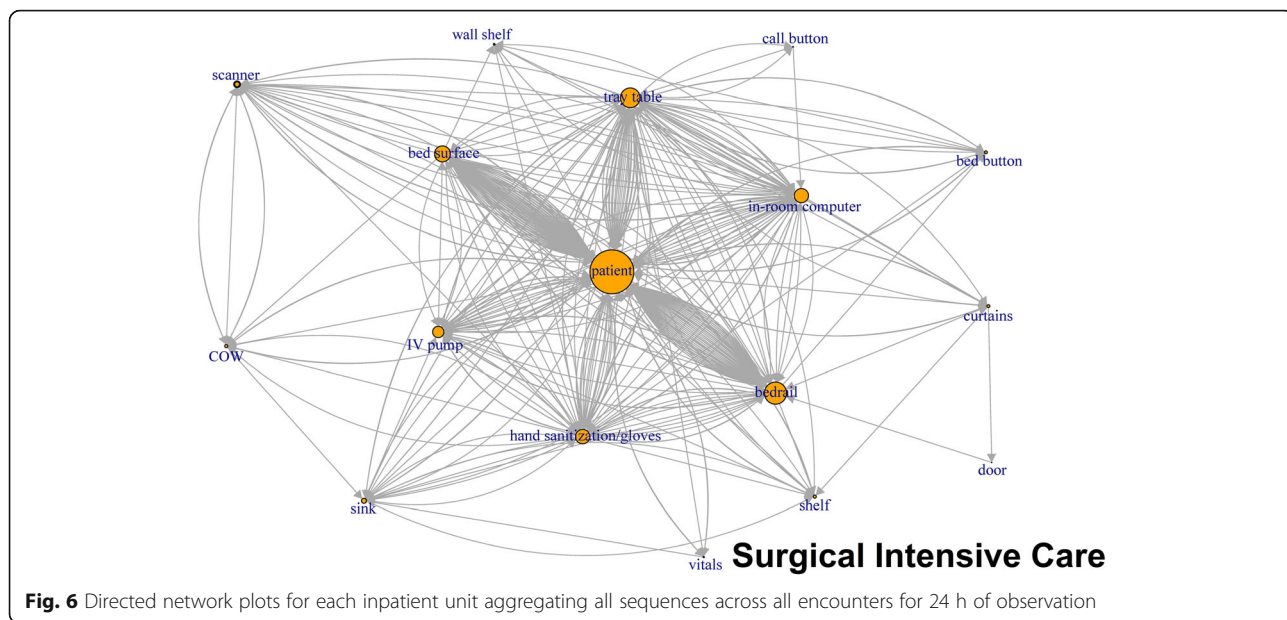 wall shelf
call button
scanner
tray table
bed surface
bed button
in-room computer
patient
curtains
IV pump
COW
bedrail
hand sanitization/gloves
door
sink
shelf
vitals
Surgical Intensive Care
Fig. 6 Directed network plots for each inpatient unit aggregating all sequences across all encounters for 24 h of observation